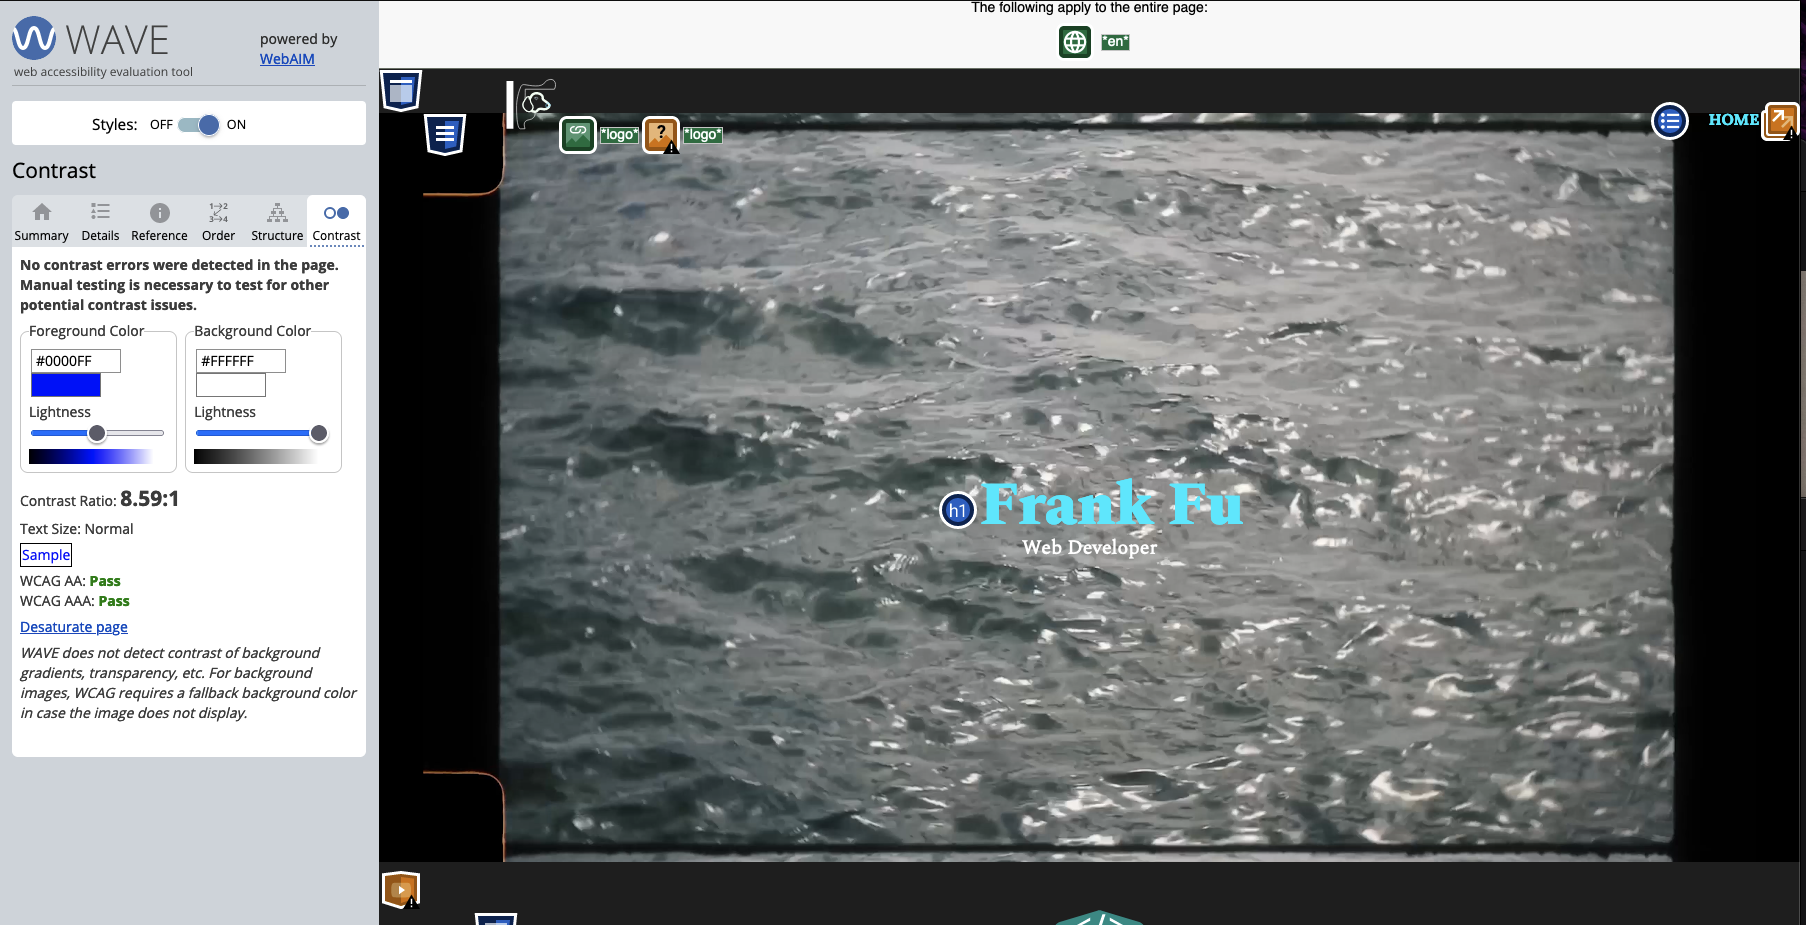 WAVE
web accessibility evaluation tool
powered by
WebAIM
Styles: OFF ON
Contrast
Summary Details Reference Order Structure Contrast
No contrast errors were detected in the page.
Manual testing is necessary to test for other
potential contrast issues.
Foreground Color
#0000FF
Lightness
Background Color
#FFFFFF
Lightness
Contrast Ratio: 8.59:1
Text Size: Normal
Sample
WCAG AA: Pass
WCAG AAA: Pass
Desaturate page
WAVE does not detect contrast of background
gradients, transparency, etc. For background
images, WCAG requires a fallback background color
in case the image does not display.
The following apply to the entire page:
*en*
*logo* ? *logo*
HOME
h1 Frank Fu
Web Developer